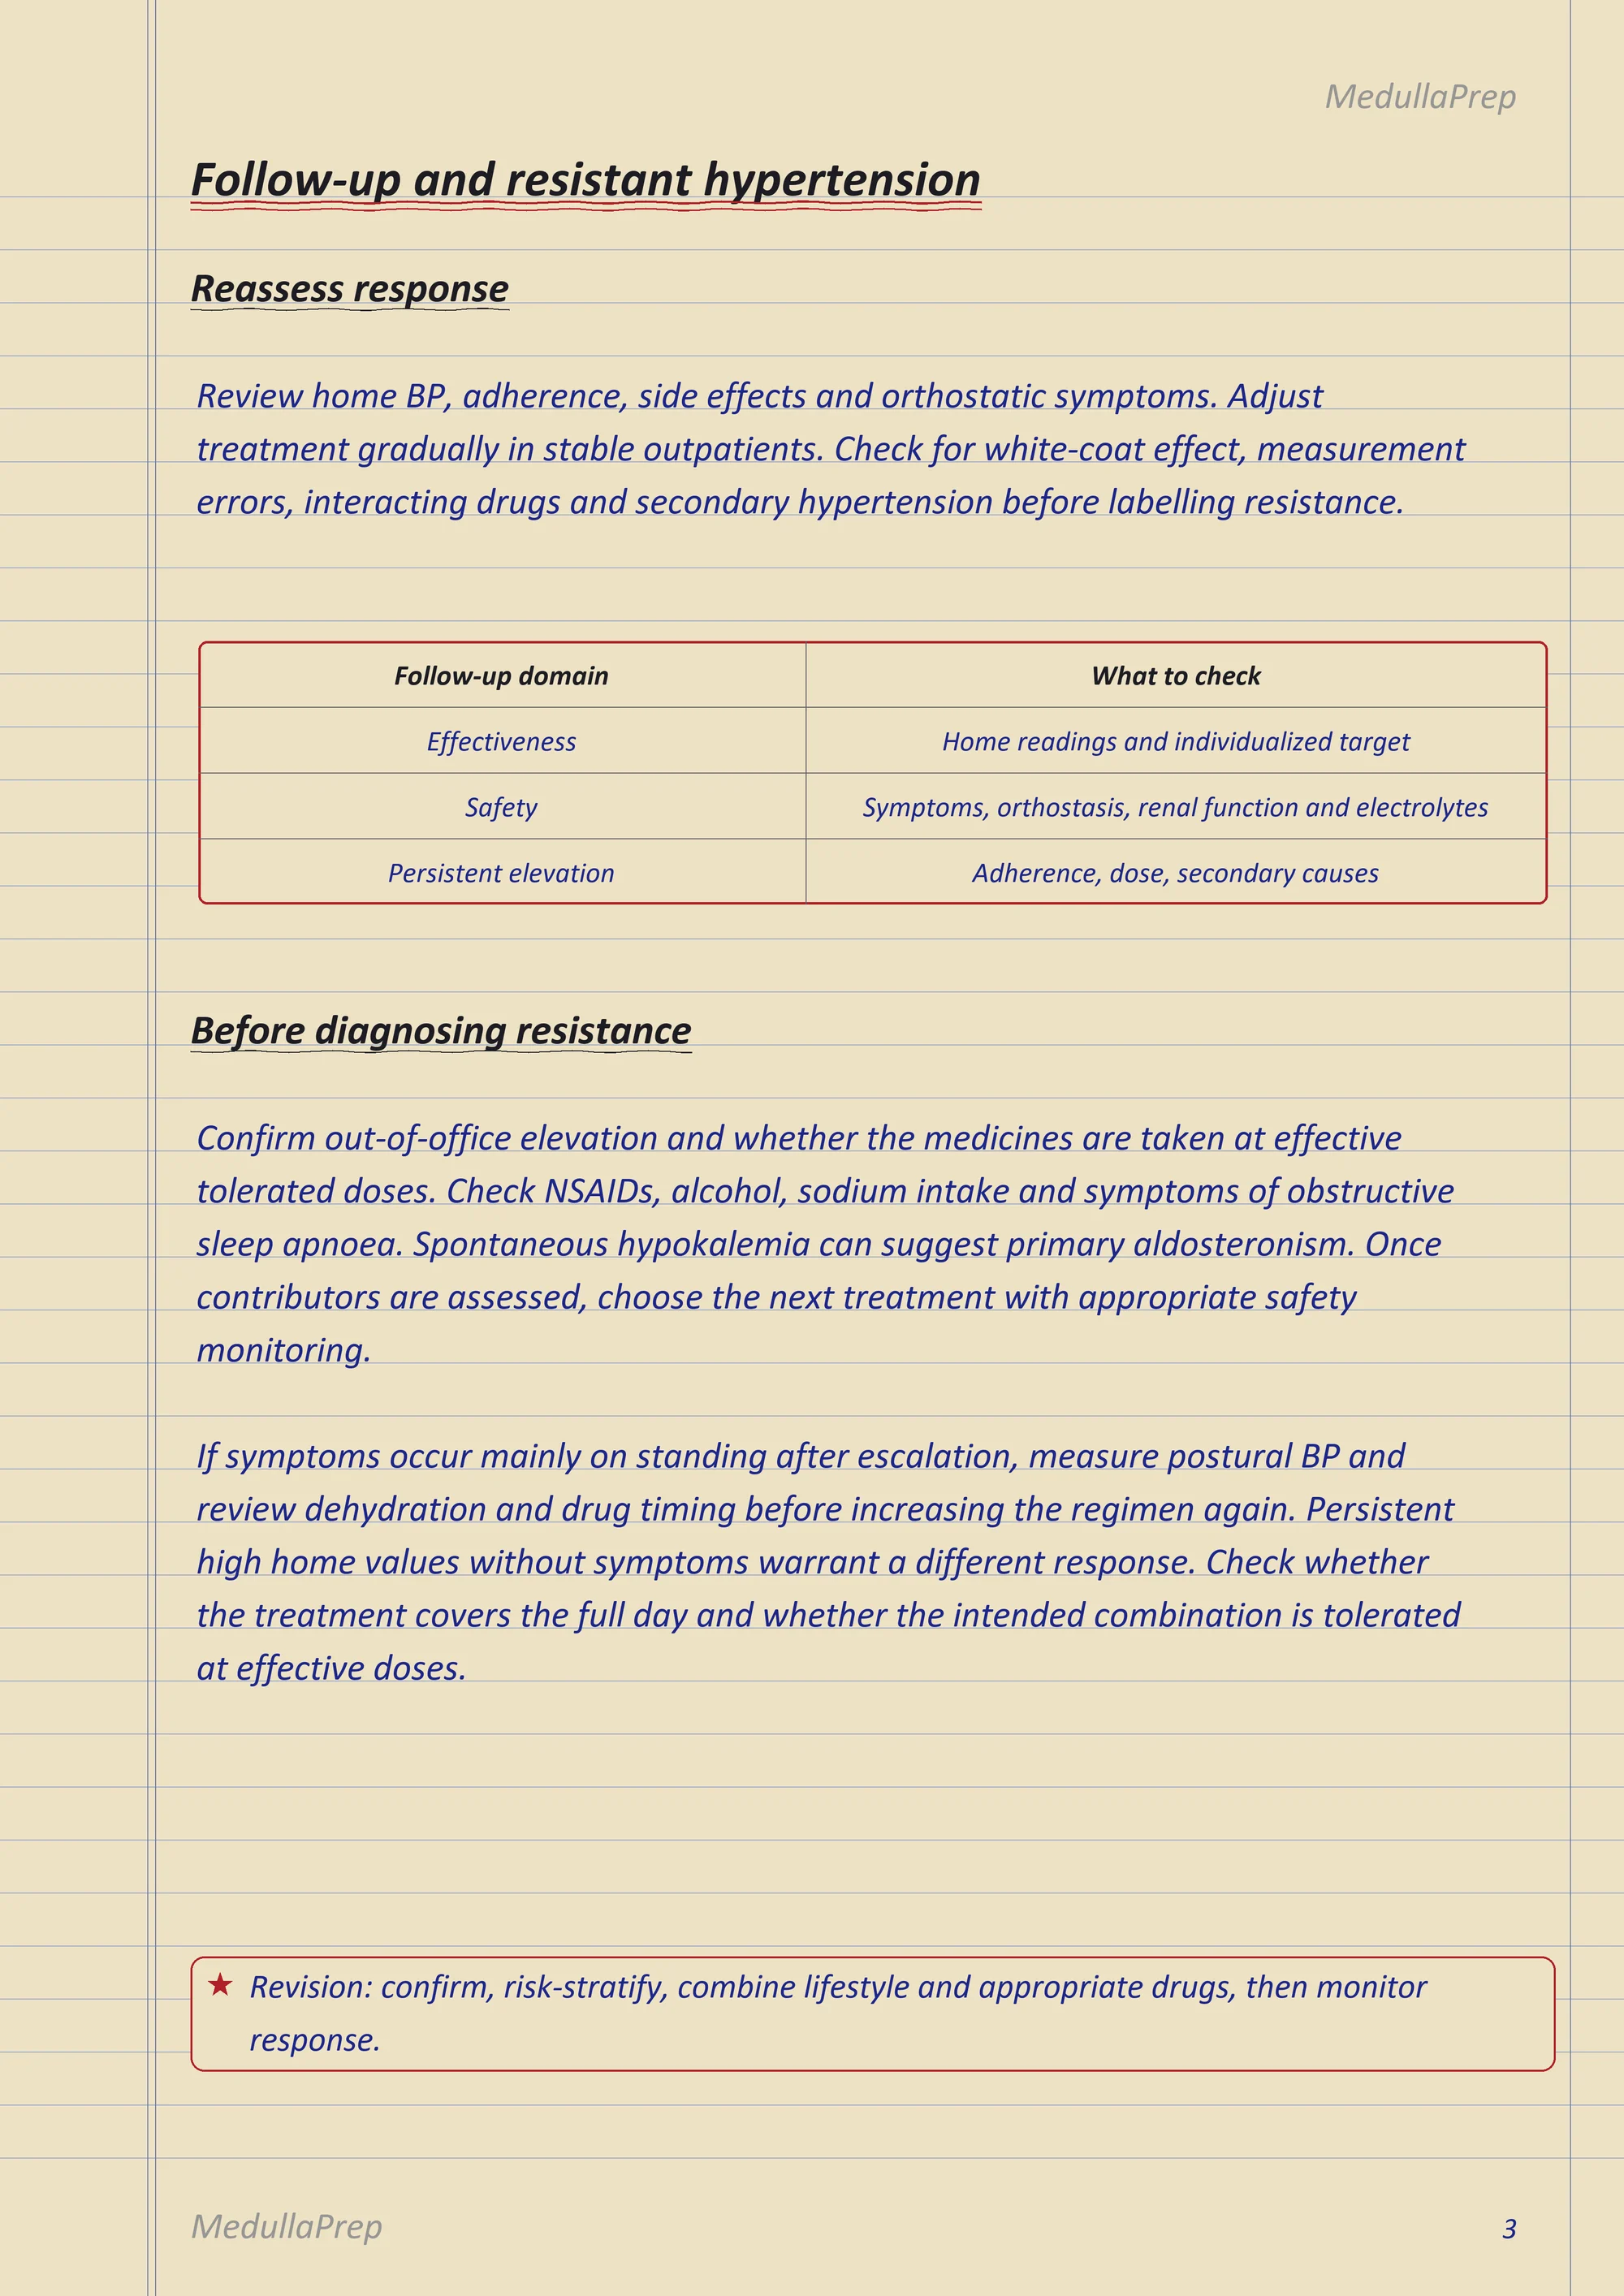 MedullaPrep
Follow-up and resistant hypertension
Reassess response
Review home BP, adherence, side effects and orthostatic symptoms. Adjust
treatment gradually in stable outpatients. Check for white-coat effect, measurement
errors, interacting drugs and secondary hypertension before labelling resistance.
Follow-up domain What to check
Effectiveness Home readings and individualized target
Safety Symptoms, orthostasis, renal function and electrolytes
Persistent elevation Adherence, dose, secondary causes
Before diagnosing resistance
Confirm out-of-office elevation and whether the medicines are taken at effective
tolerated doses. Check NSAIDs, alcohol, sodium intake and symptoms of obstructive
sleep apnoea. Spontaneous hypokalemia can suggest primary aldosteronism. Once
contributors are assessed, choose the next treatment with appropriate safety
monitoring.
If symptoms occur mainly on standing after escalation, measure postural BP and
review dehydration and drug timing before increasing the regimen again. Persistent
high home values without symptoms warrant a different response. Check whether
the treatment covers the full day and whether the intended combination is tolerated
at effective doses.
★ Revision: confirm, risk-stratify, combine lifestyle and appropriate drugs, then monitor
response.
MedullaPrep 3